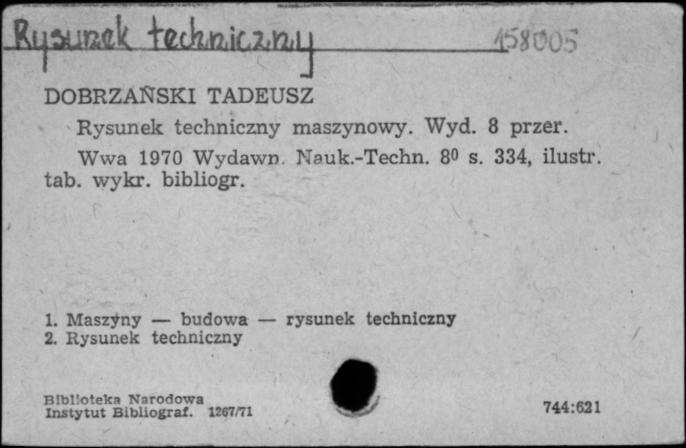 Rysunek techniczny 158005
DOBRZAŃSKI TADEUSZ
Rysunek techniczny maszynowy. Wyd. 8 przer.
Wwa 1970 Wydawn. Nauk.-Techn. 8⁰ s. 334, ilustr.
tab. wykr. bibliogr.
1. Maszyny — budowa — rysunek techniczny
2. Rysunek techniczny
Biblioteka Narodowa
Instytut Bibliograf. 1267/71
744:621